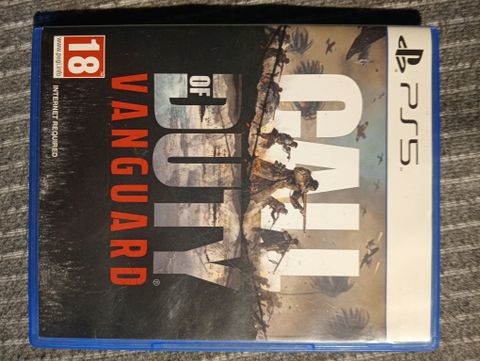 PS5
CALL
OF
DUTY
VANGUARD®
18
www.pegi.info
INTERNET REQUIRED